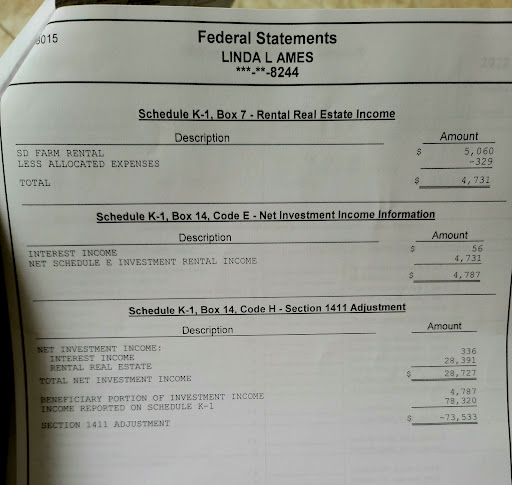 8015
Federal Statements
LINDA L AMES
***-**-8244
Schedule K-1, Box 7 - Rental Real Estate Income
Description Amount
SD FARM RENTAL $ 5,060
LESS ALLOCATED EXPENSES -329
TOTAL $ 4,731
Schedule K-1, Box 14, Code E - Net Investment Income Information
Description Amount
INTEREST INCOME $ 56
NET SCHEDULE E INVESTMENT RENTAL INCOME 4,731
$ 4,787
Schedule K-1, Box 14, Code H - Section 1411 Adjustment
Description Amount
NET INVESTMENT INCOME:
INTEREST INCOME 336
RENTAL REAL ESTATE 28,391
TOTAL NET INVESTMENT INCOME $ 28,727
BENEFICIARY PORTION OF INVESTMENT INCOME 4,787
INCOME REPORTED ON SCHEDULE K-1 78,320
SECTION 1411 ADJUSTMENT $ -73,533